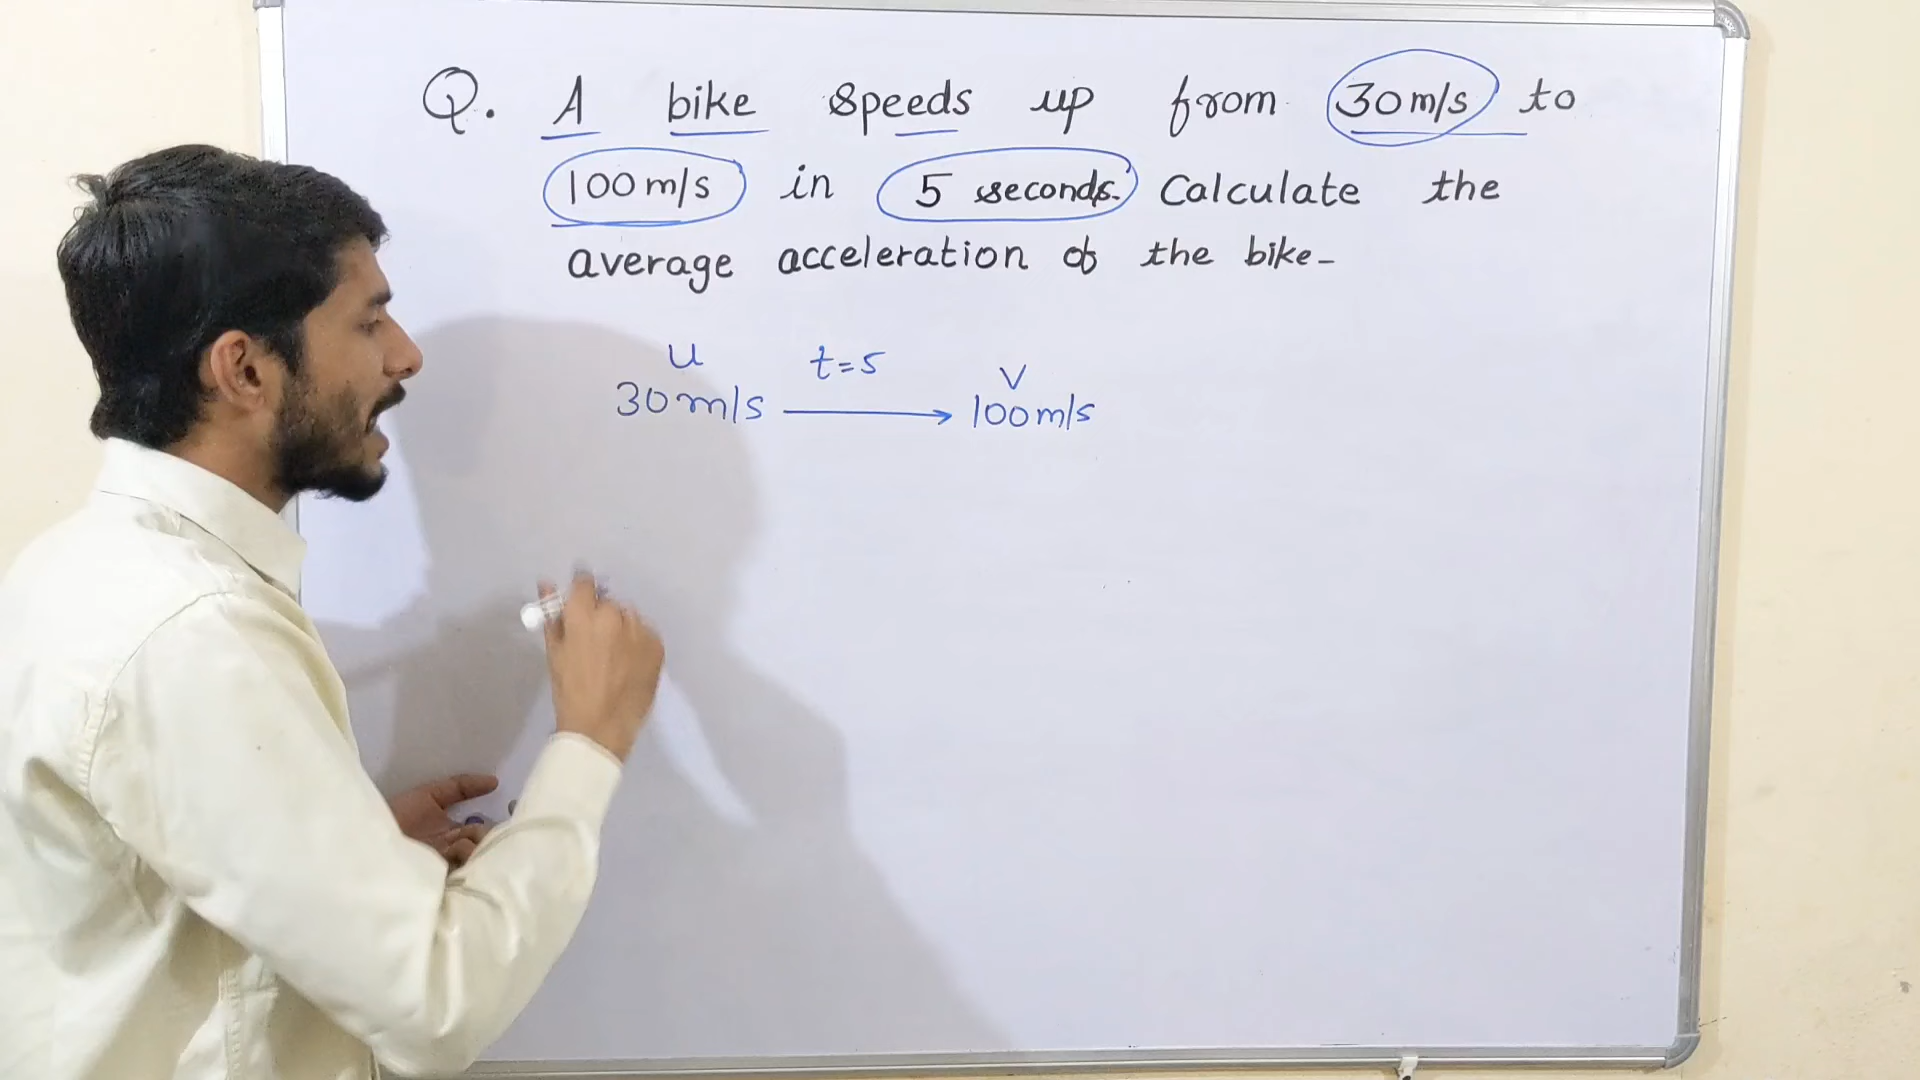 Q. A bike speeds up from 30m/s to
100m/s in 5 seconds. Calculate the
average acceleration of the bike-
u t=5 v
30m/s → 100m/s